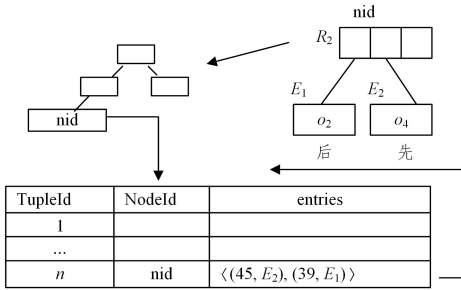 nid
R₂
E₁ E₂
nid o₂ o₄
后 先
TupleId NodeId entries
1
...
n nid 〈(45, E₂), (39, E₁)〉